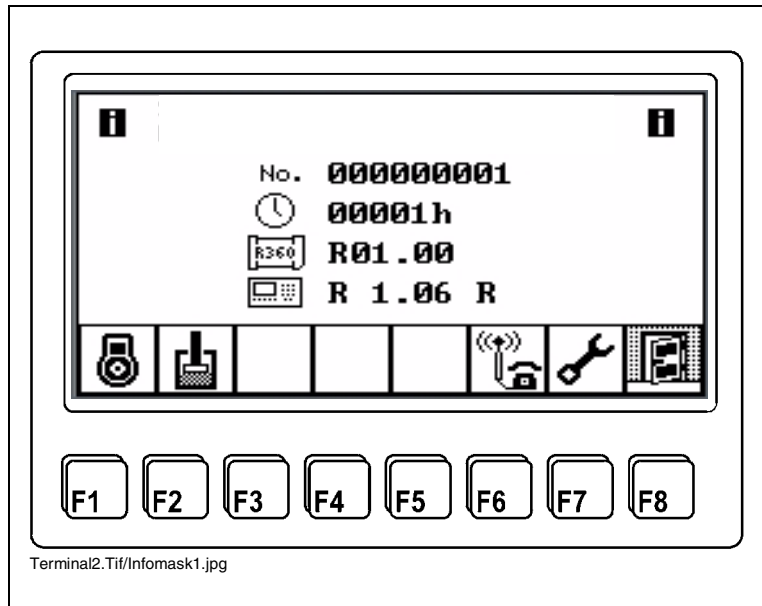 i i
No. 000000001
00001h
R360 R01.00
R 1.06 R
F1 F2 F3 F4 F5 F6 F7 F8
Terminal2.Tif/Infomask1.jpg